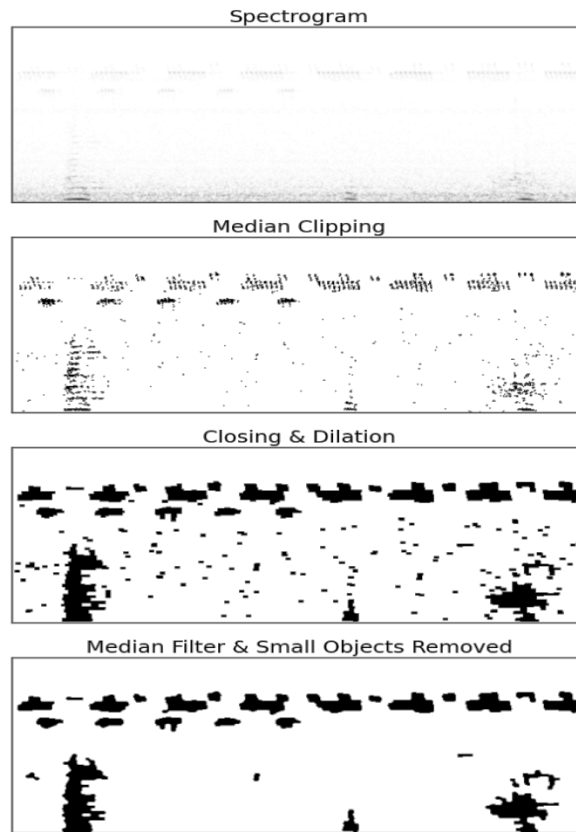 Spectrogram
Median Clipping
Closing & Dilation
Median Filter & Small Objects Removed